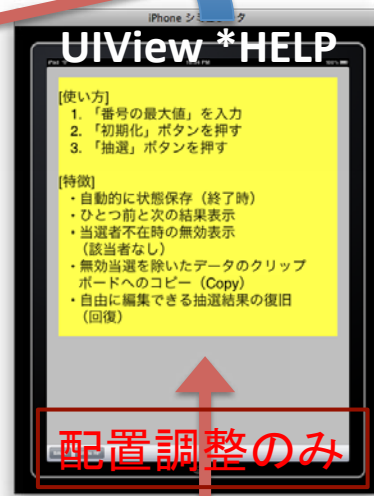 iPhone シミュレータ
UIView *HELP
[使い方]
1. 「番号の最大値」を入力
2. 「初期化」ボタンを押す
3. 「抽選」ボタンを押す
[特徴]
・自動的に状態保存（終了時）
・ひとつ前と次の結果表示
・当選者不在時の無効表示
（該当者なし）
・無効当選を除いたデータのクリップ
ボードへのコピー（Copy）
・自由に編集できる抽選結果の復旧
（回復）
配置調整のみ